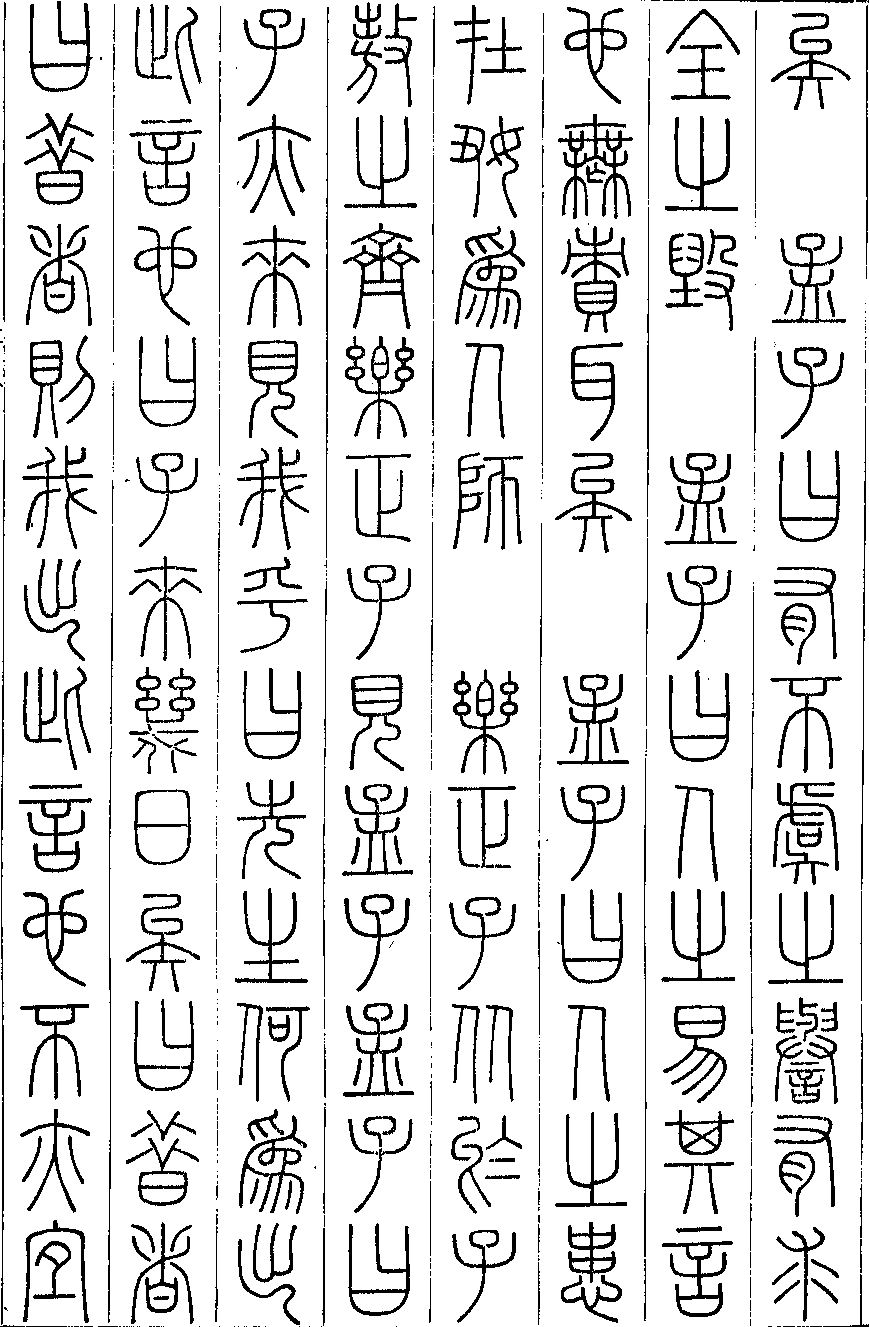 矣　孟子曰有不虞之譽有求
全之毀　孟子曰人之易其言
也無責耳矣　孟子曰人之患
在好爲人師　樂正子从於子
敖之齊樂正子見孟子孟子曰
子亦來見我乎曰先生何爲出
此言也曰子來幾日矣曰昔者
曰昔者則我出此言也不亦宜